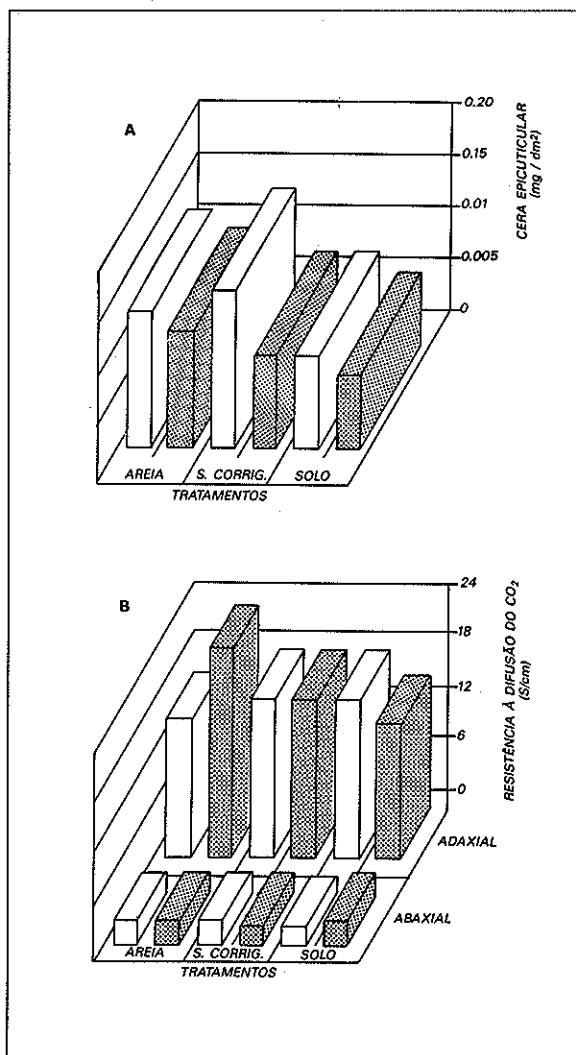 A
0.20
0.15
0.01
0.005
0
CERA EPICUTICULAR
(mg / dm²)
AREIA S. CORRIG. SOLO
TRATAMENTOS
B
24
18
12
6
0
RESISTÊNCIA À DIFUSÃO DO CO₂
(S/cm)
ADAXIAL
ABAXIAL
AREIA S. CORRIG. SOLO
TRATAMENTOS